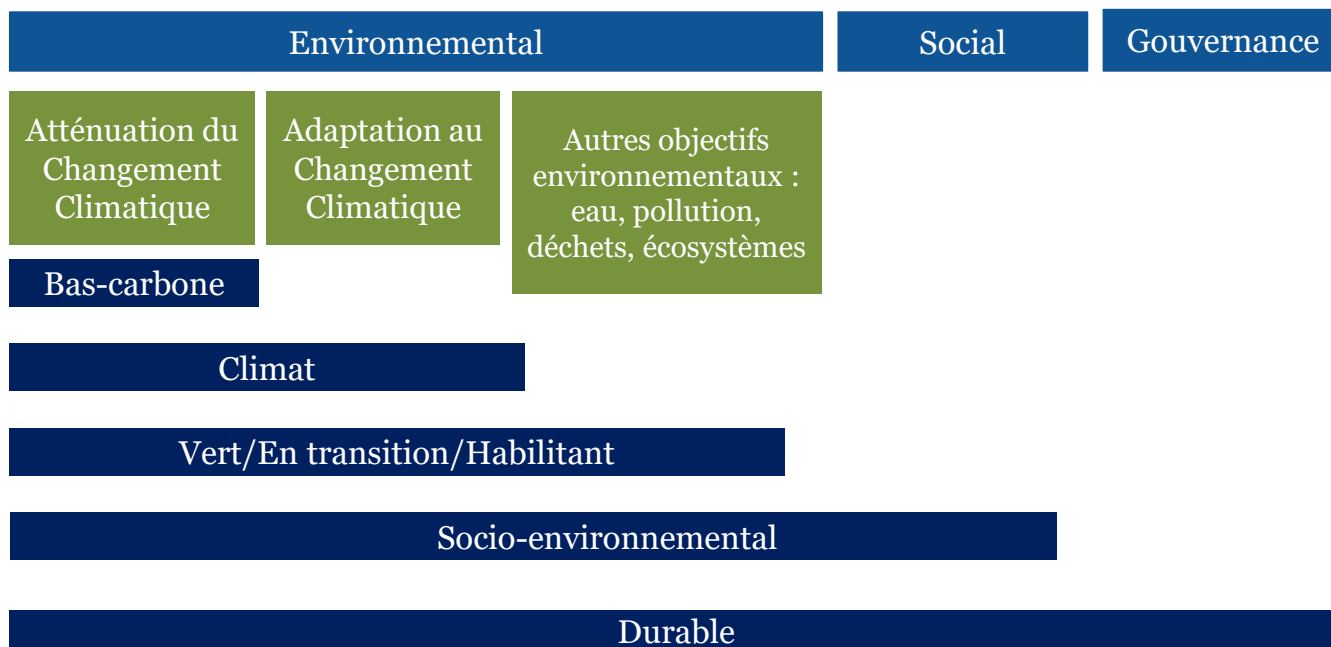 Environnemental
Social
Gouvernance
Atténuation du
Changement
Climatique
Adaptation au
Changement
Climatique
Autres objectifs
environnementaux :
eau, pollution,
déchets, écosystèmes
Bas-carbone
Climat
Vert/En transition/Habilitant
Socio-environnemental
Durable